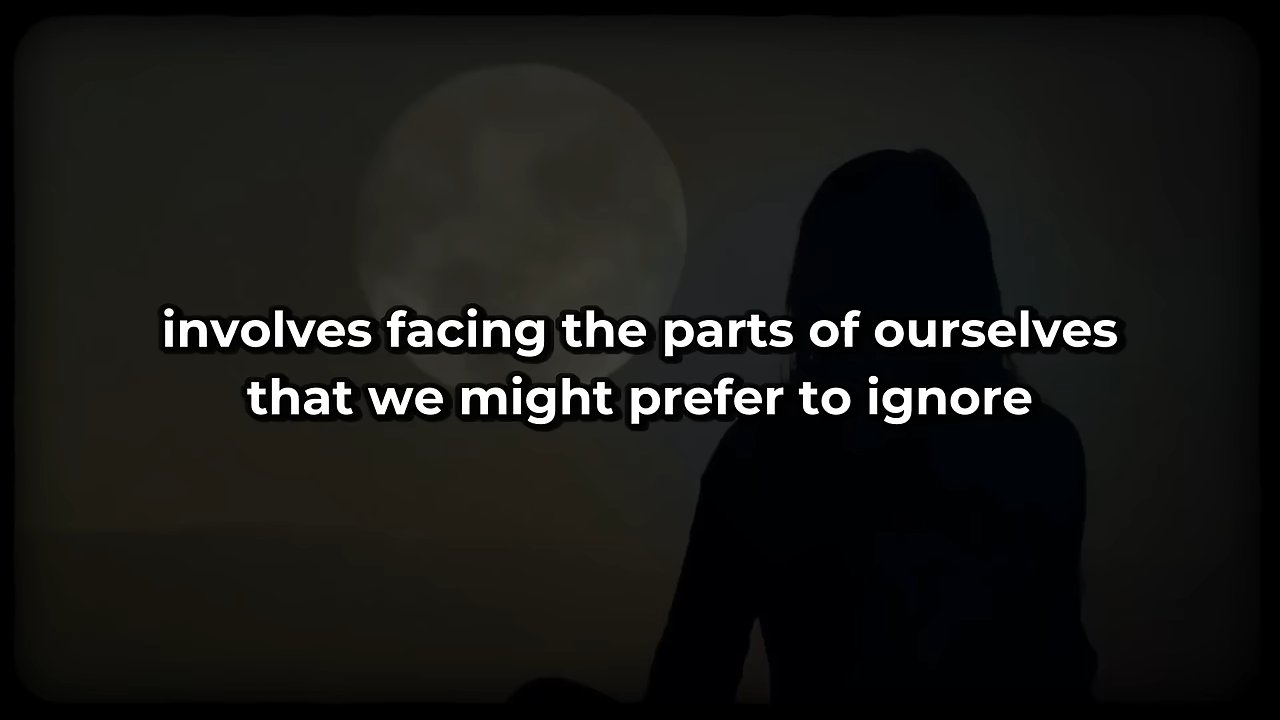 involves facing the parts of ourselves
that we might prefer to ignore